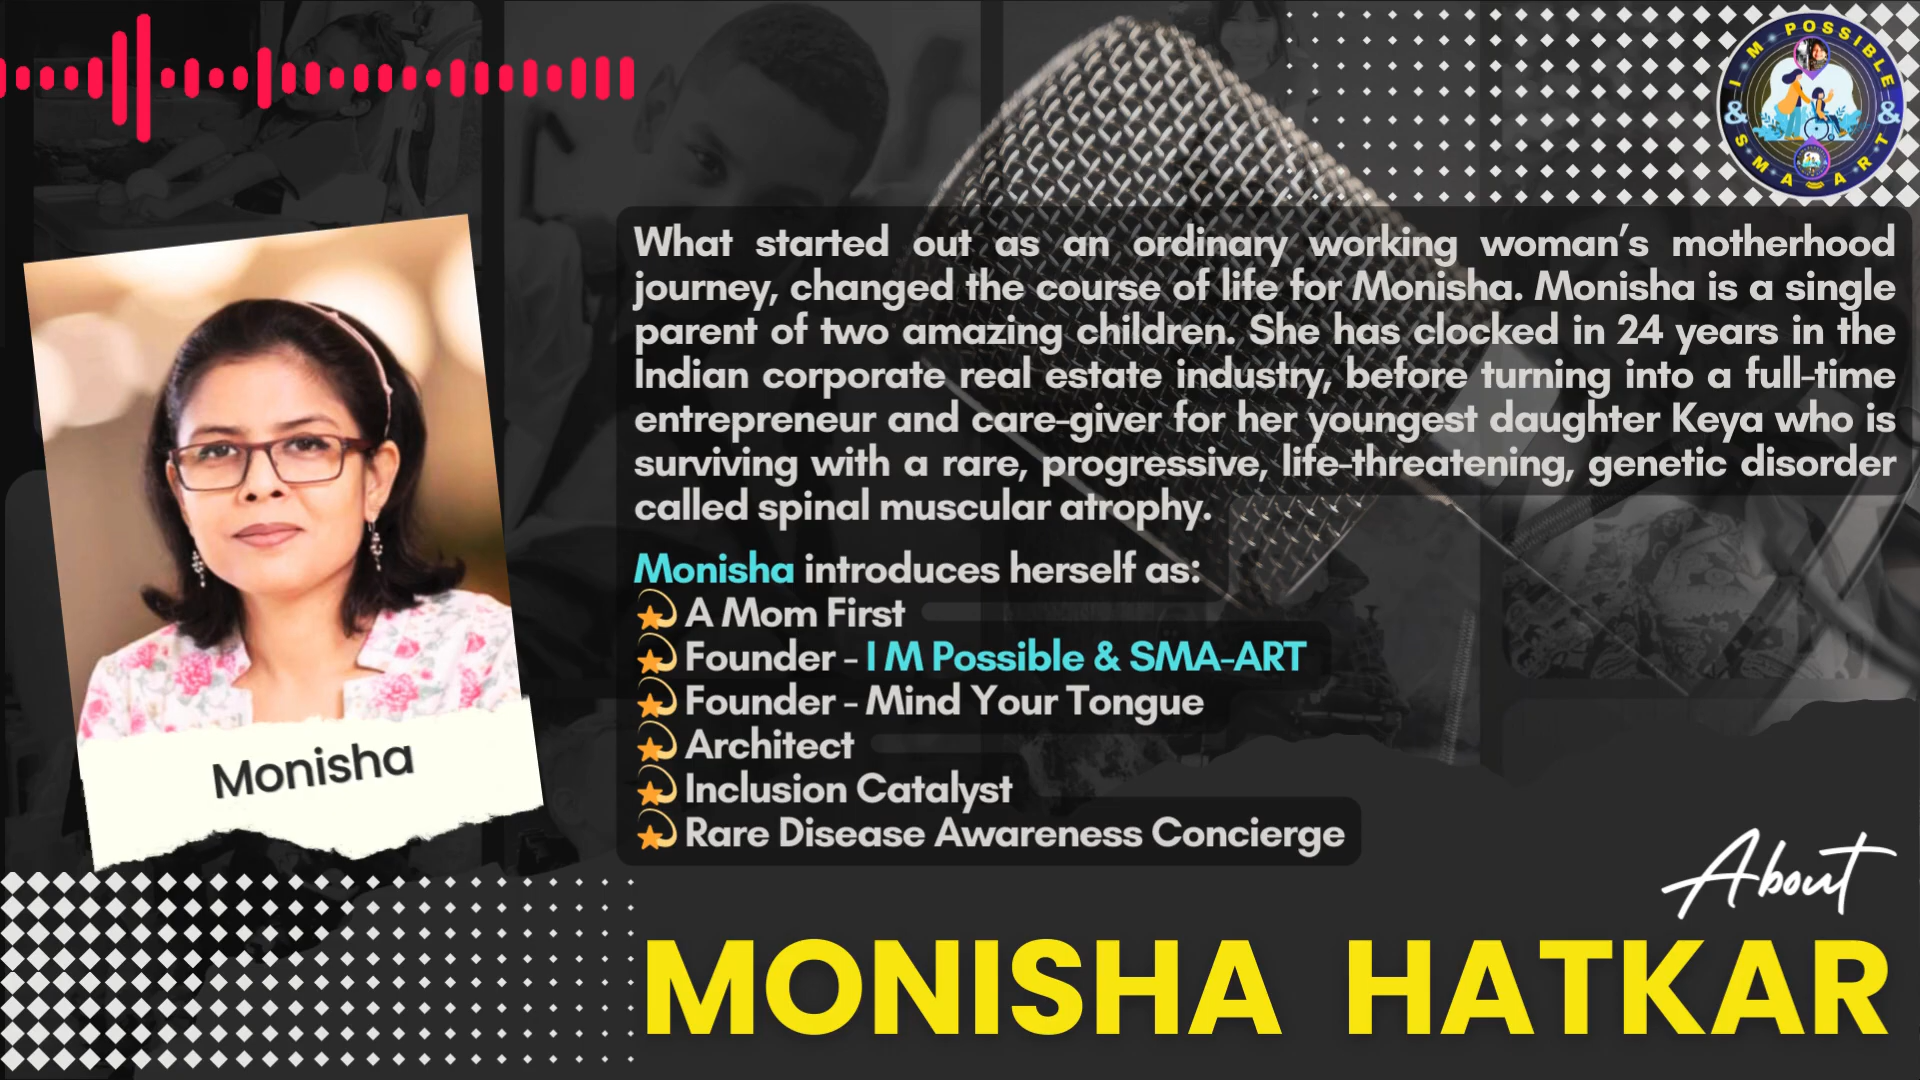 I M POSSIBLE
& &
SMA-ART
What started out as an ordinary working woman’s motherhood
journey, changed the course of life for Monisha. Monisha is a single
parent of two amazing children. She has clocked in 24 years in the
Indian corporate real estate industry, before turning into a full-time
entrepreneur and care-giver for her youngest daughter Keya who is
surviving with a rare, progressive, life-threatening, genetic disorder
called spinal muscular atrophy.
Monisha introduces herself as:
A Mom First
Founder - I M Possible & SMA-ART
Founder - Mind Your Tongue
Architect
Inclusion Catalyst
Rare Disease Awareness Concierge
Monisha
About
MONISHA HATKAR